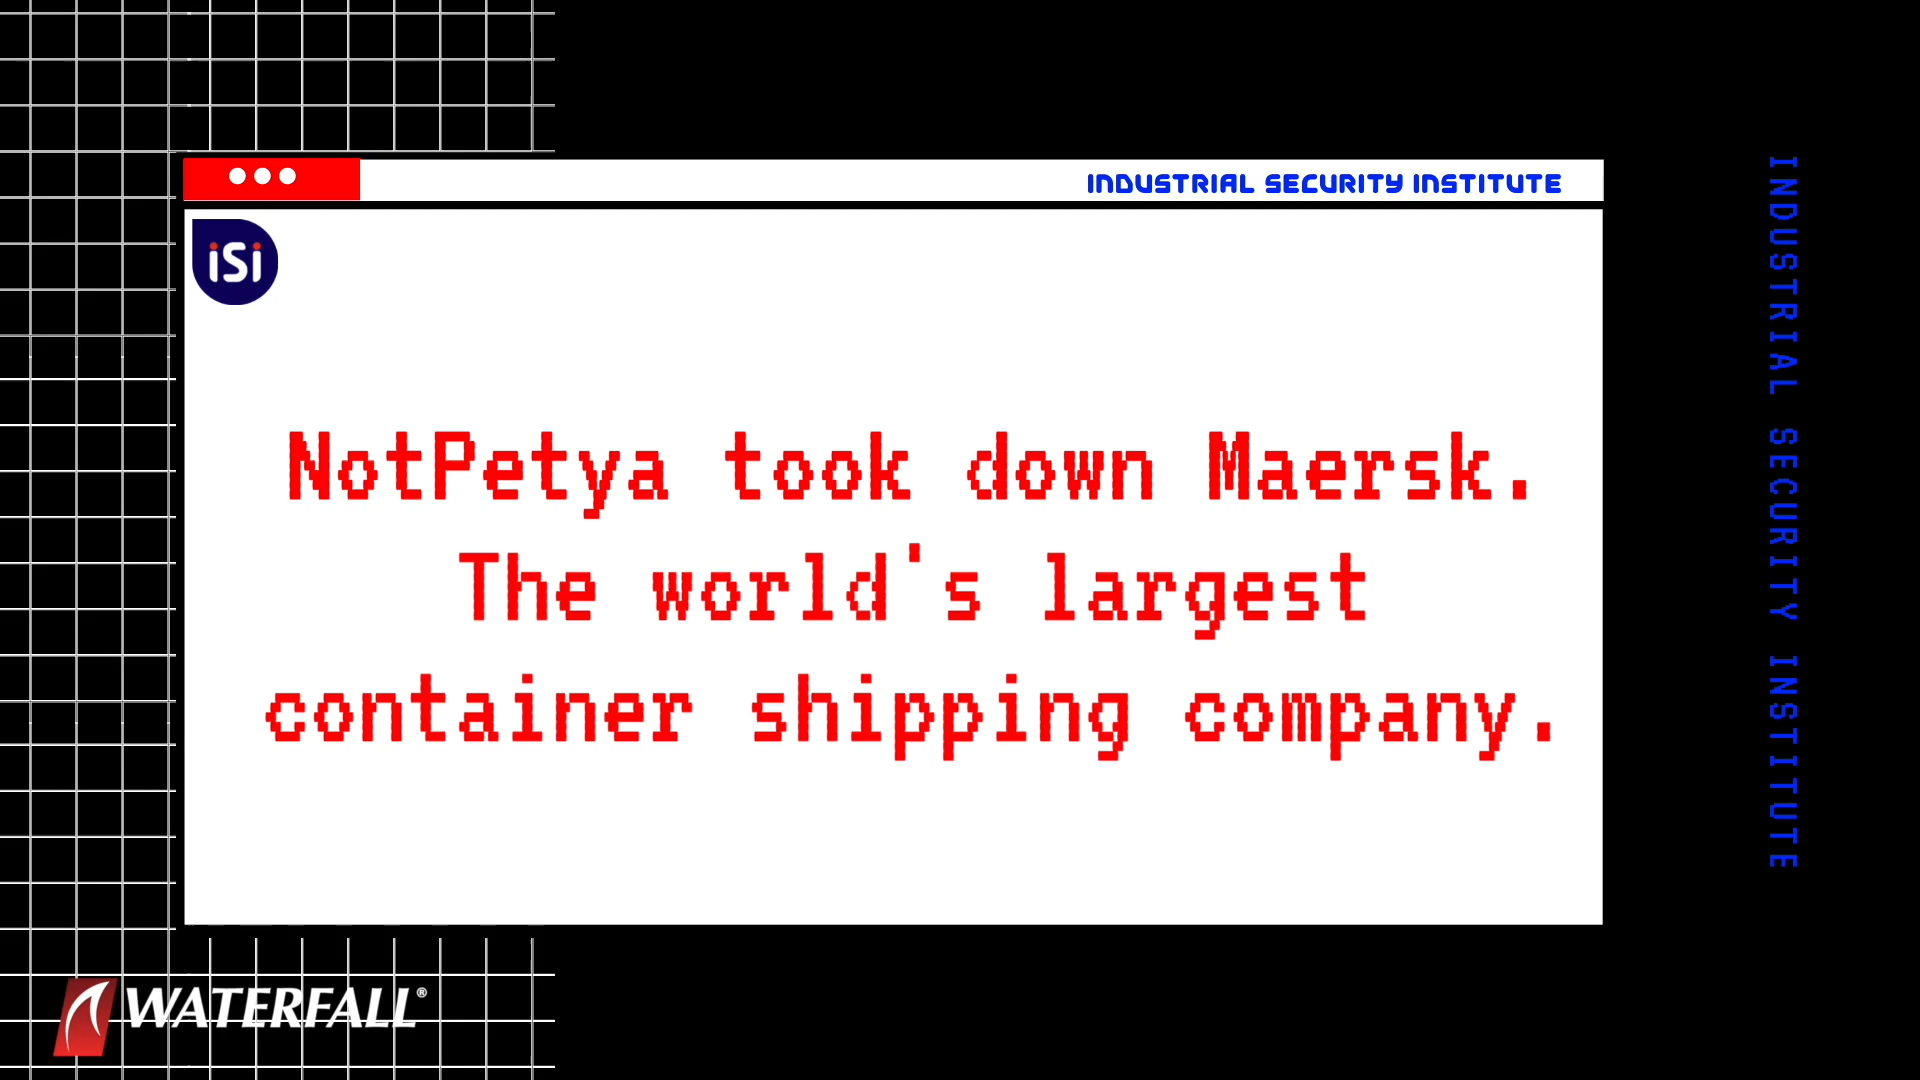 INDUSTRIAL SECURITY INSTITUTE
iSi
NotPetya took down Maersk.
The world's largest
container shipping company.
WATERFALL®
INDUSTRIAL SECURITY INSTITUTE